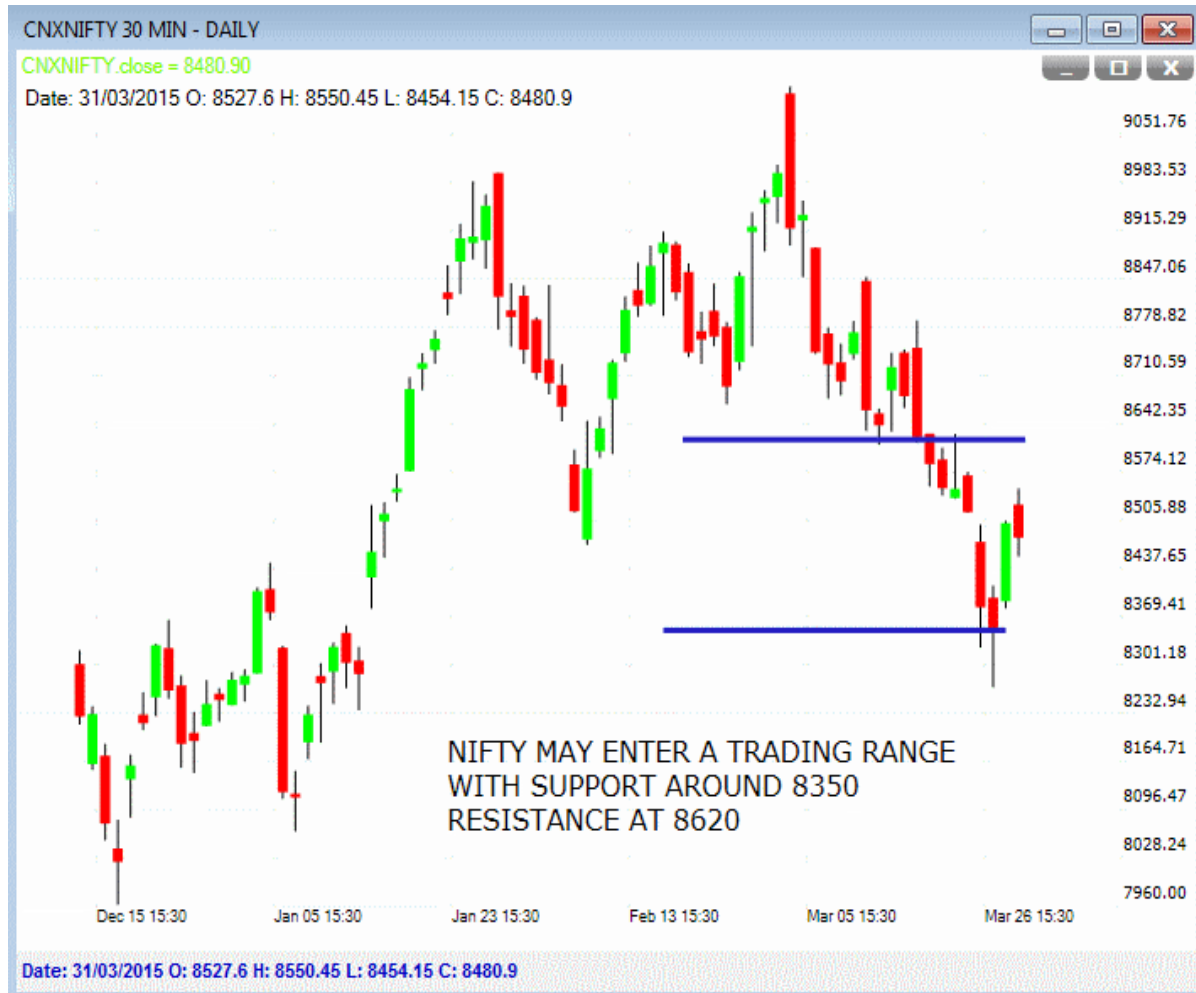 CNXNIFTY 30 MIN - DAILY
CNXNIFTY.close = 8480.90
Date: 31/03/2015 O: 8527.6 H: 8550.45 L: 8454.15 C: 8480.9
9051.76
8983.53
8915.29
8847.06
8778.82
8710.59
8642.35
8574.12
8505.88
8437.65
8369.41
8301.18
8232.94
8164.71
8096.47
8028.24
7960.00
NIFTY MAY ENTER A TRADING RANGE
WITH SUPPORT AROUND 8350
RESISTANCE AT 8620
Dec 15 15:30 Jan 05 15:30 Jan 23 15:30 Feb 13 15:30 Mar 05 15:30 Mar 26 15:30
Date: 31/03/2015 O: 8527.6 H: 8550.45 L: 8454.15 C: 8480.9